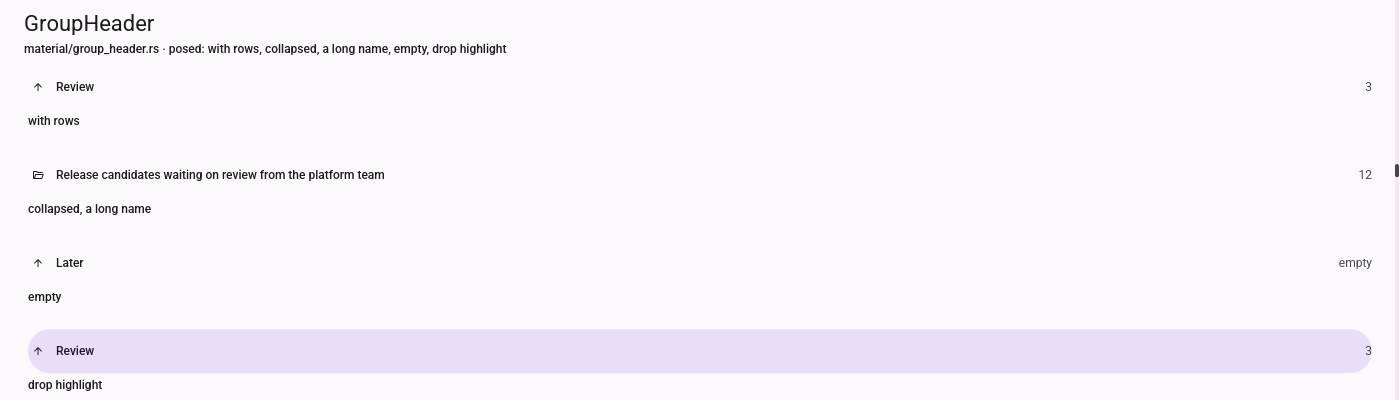 GroupHeader
material/group_header.rs · posed: with rows, collapsed, a long name, empty, drop highlight
Review 3
with rows
Release candidates waiting on review from the platform team 12
collapsed, a long name
Later empty
empty
Review 3
drop highlight